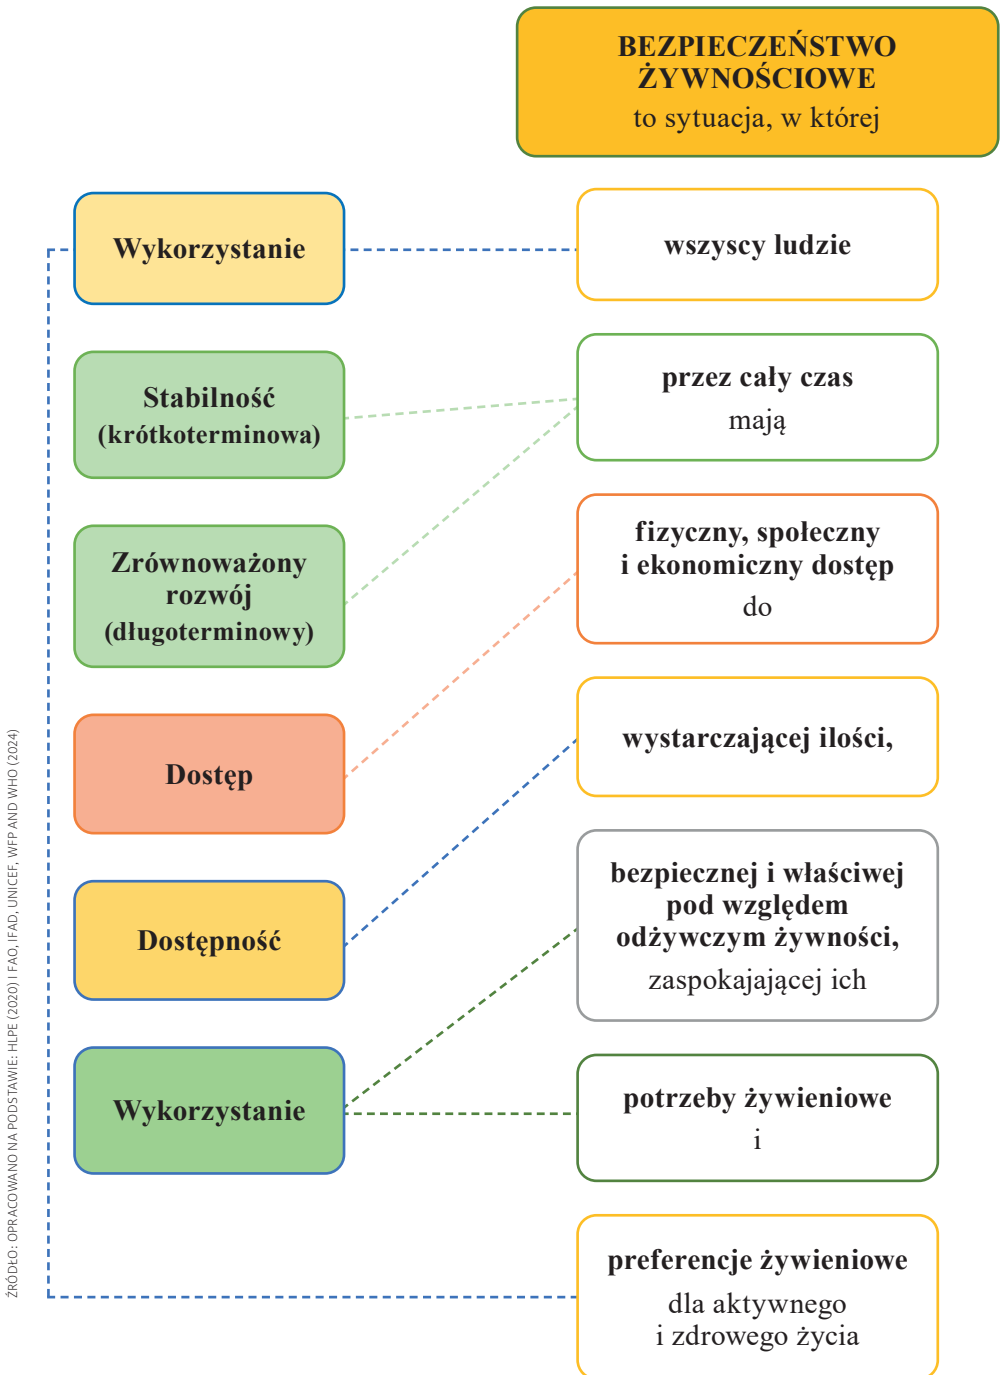 BEZPIECZEŃSTWO
ŻYWNOŚCIOWE
to sytuacja, w której
Wykorzystanie
wszyscy ludzie
Stabilność
(krótkoterminowa)
przez cały czas
mają
Zrównoważony
rozwój
(długoterminowy)
fizyczny, społeczny
i ekonomiczny dostęp
do
Dostęp
wystarczającej ilości,
Dostępność
bezpiecznej i właściwej
pod względem
odżywczym żywności,
zaspokajającej ich
Wykorzystanie
potrzeby żywieniowe
i
preferencje żywieniowe
dla aktywnego
i zdrowego życia
ŹRÓDŁO: OPRACOWANO NA PODSTAWIE: HLPE (2020) I FAO, IFAD, UNICEF, WFP AND WHO (2024)